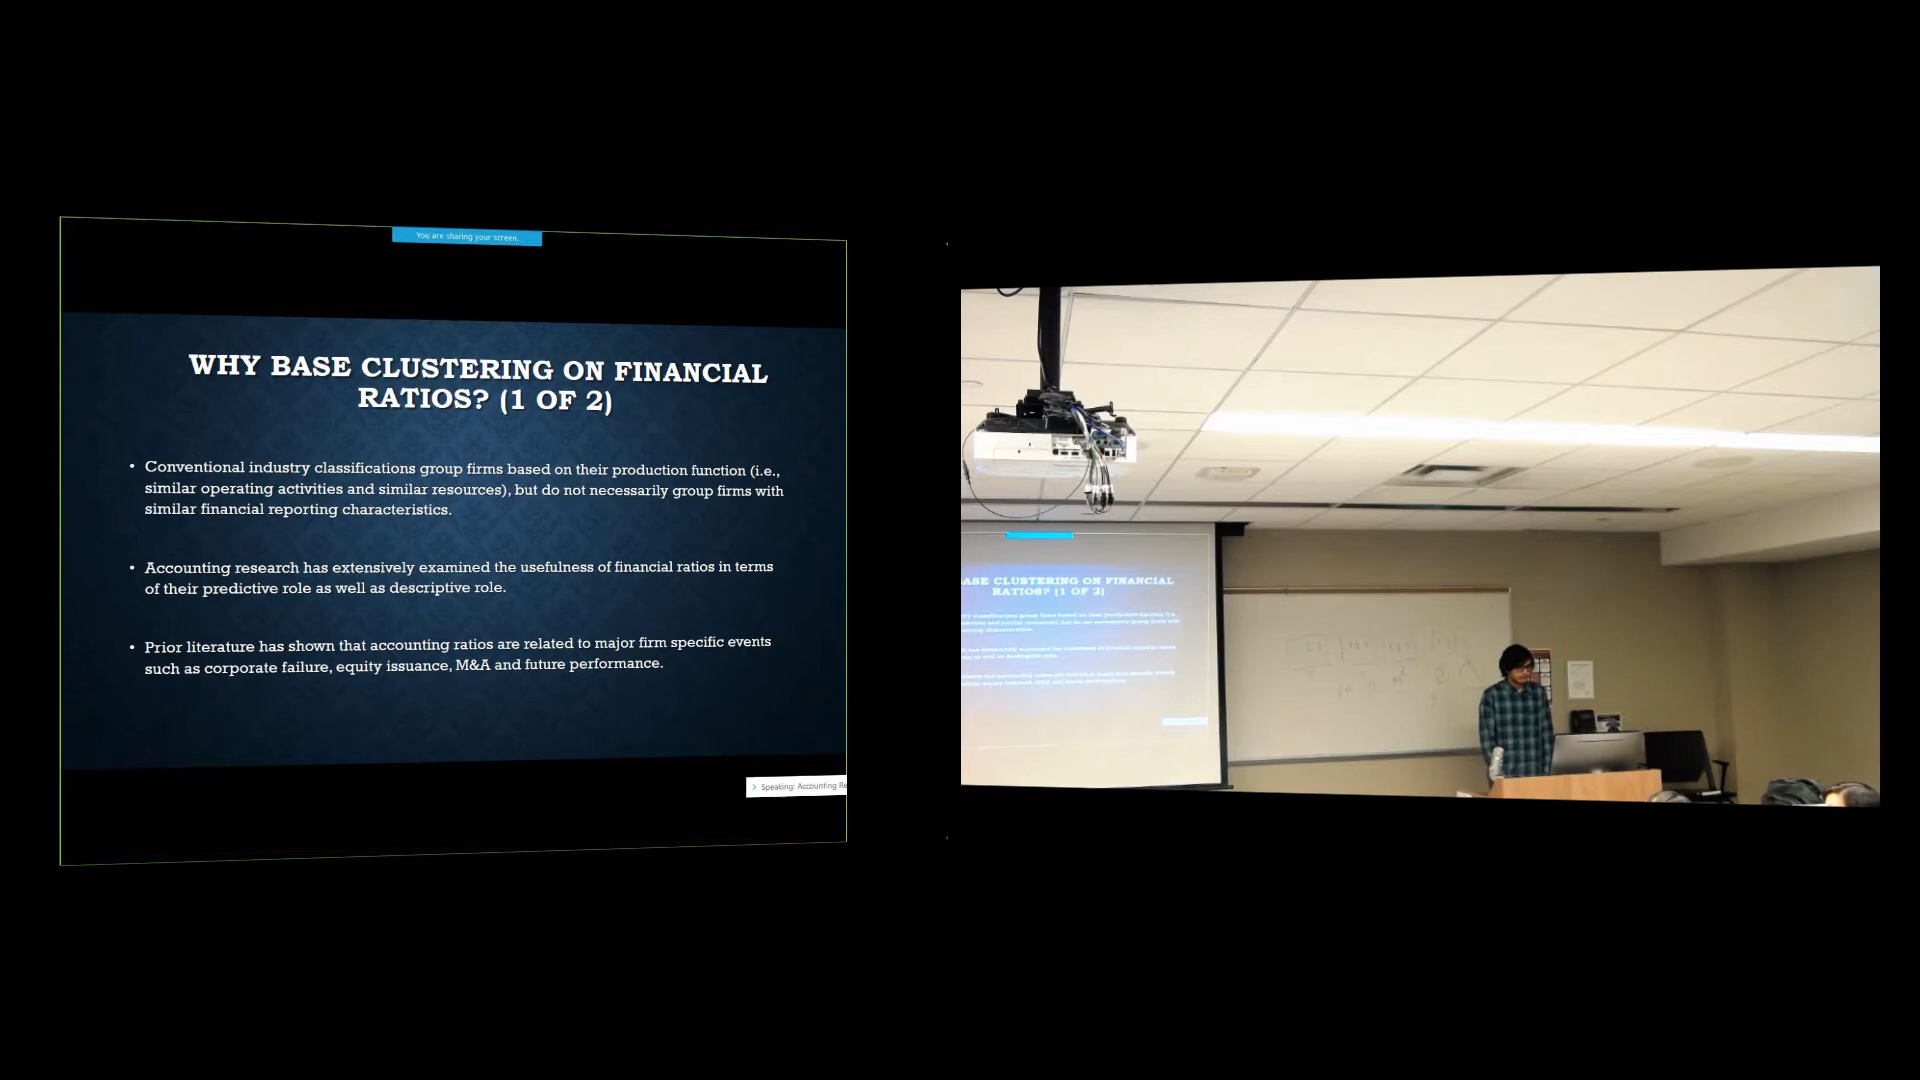 You are sharing your screen.
WHY BASE CLUSTERING ON FINANCIAL
RATIOS? (1 OF 2)
• Conventional industry classifications group firms based on their production function (i.e.,
similar operating activities and similar resources), but do not necessarily group firms with
similar financial reporting characteristics.
• Accounting research has extensively examined the usefulness of financial ratios in terms
of their predictive role as well as descriptive role.
• Prior literature has shown that accounting ratios are related to major firm specific events
such as corporate failure, equity issuance, M&A and future performance.
Speaking: Accounting Re
ASE CLUSTERING ON FINANCIAL
RATIOS? (1 OF 2)